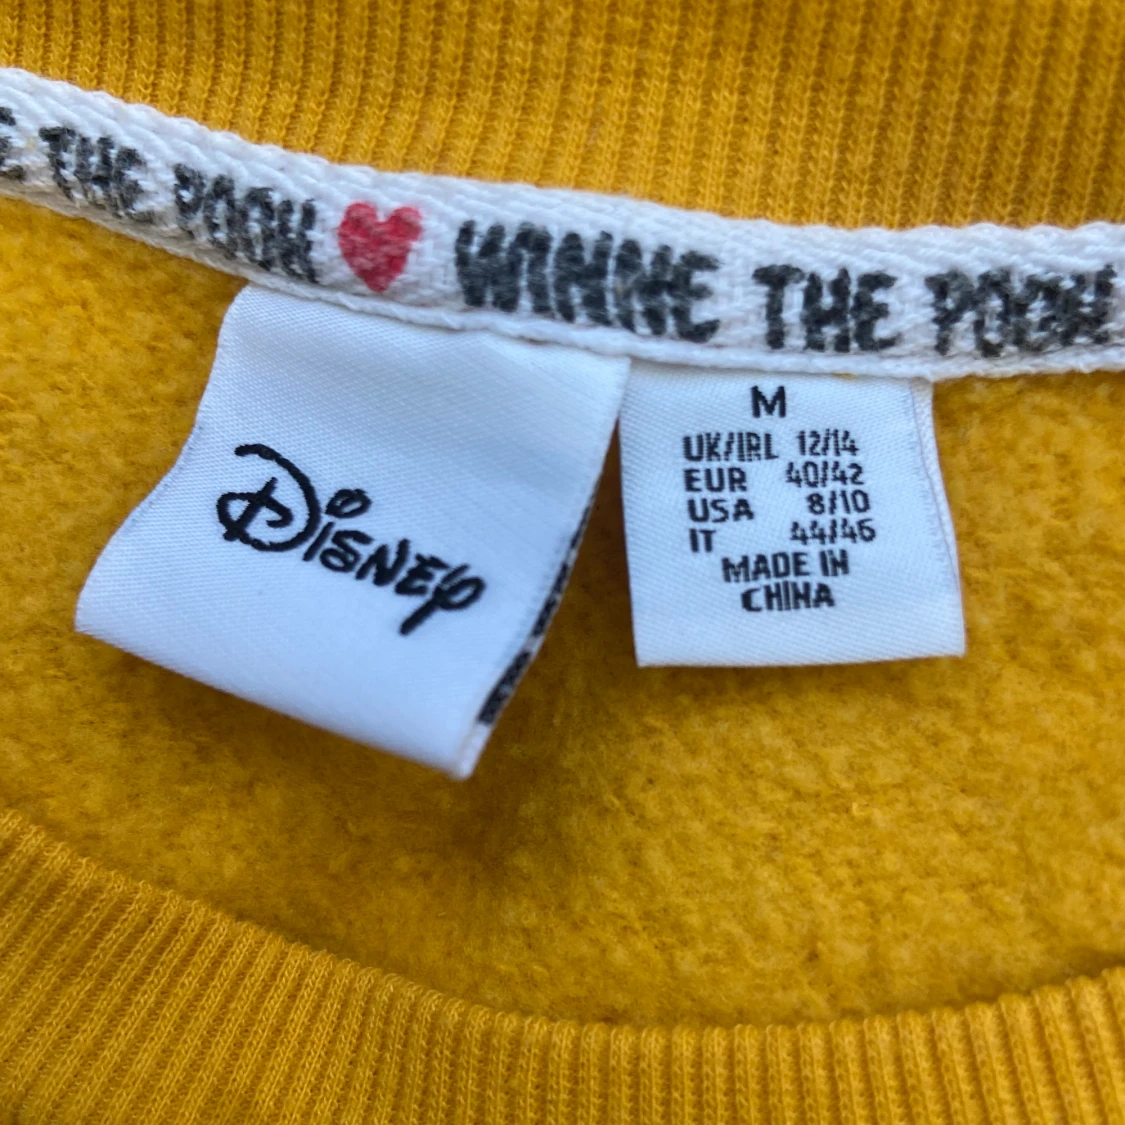 E THE POOH WINNIE THE POOH
Disney
M
UK/IRL 12/14
EUR 40/42
USA 8/10
IT 44/46
MADE IN
CHINA